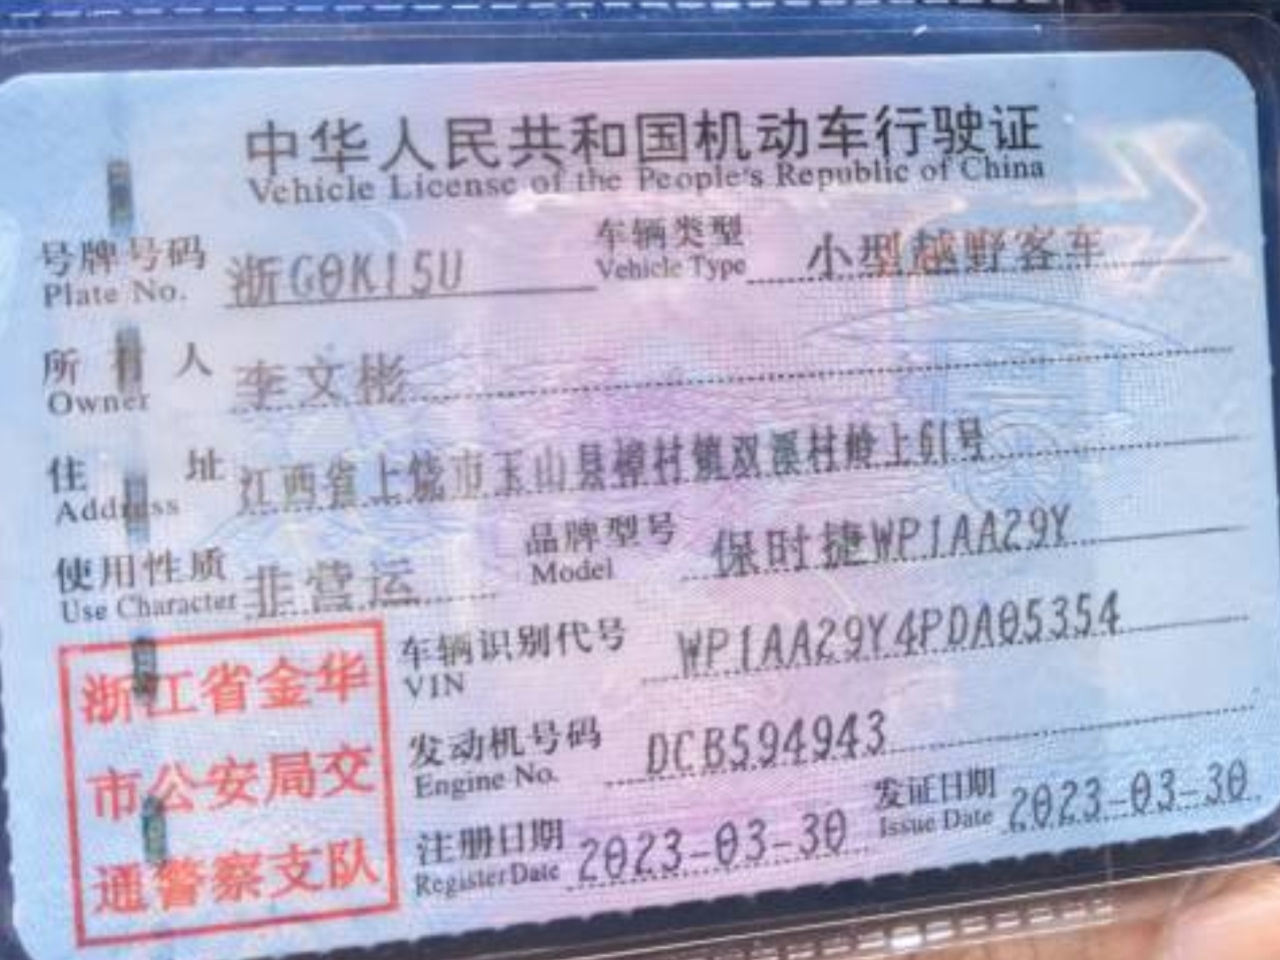 中华人民共和国机动车行驶证
Vehicle License of the People's Republic of China
号牌号码 浙G0K15U 车辆类型 小型越野客车
Plate No. Vehicle Type
所有人 李文彬
Owner
住址 江西省上饶市玉山县樟村镇双溪村岭上61号
Address
使用性质 非营运 品牌型号 保时捷WP1AA29Y
Use Character Model
浙江省金华
市公安局交
通警察支队
车辆识别代号 WP1AA29Y4PDA05354
VIN
发动机号码 DCB594943
Engine No.
注册日期 2023-03-30 发证日期 2023-03-30
Register Date Issue Date